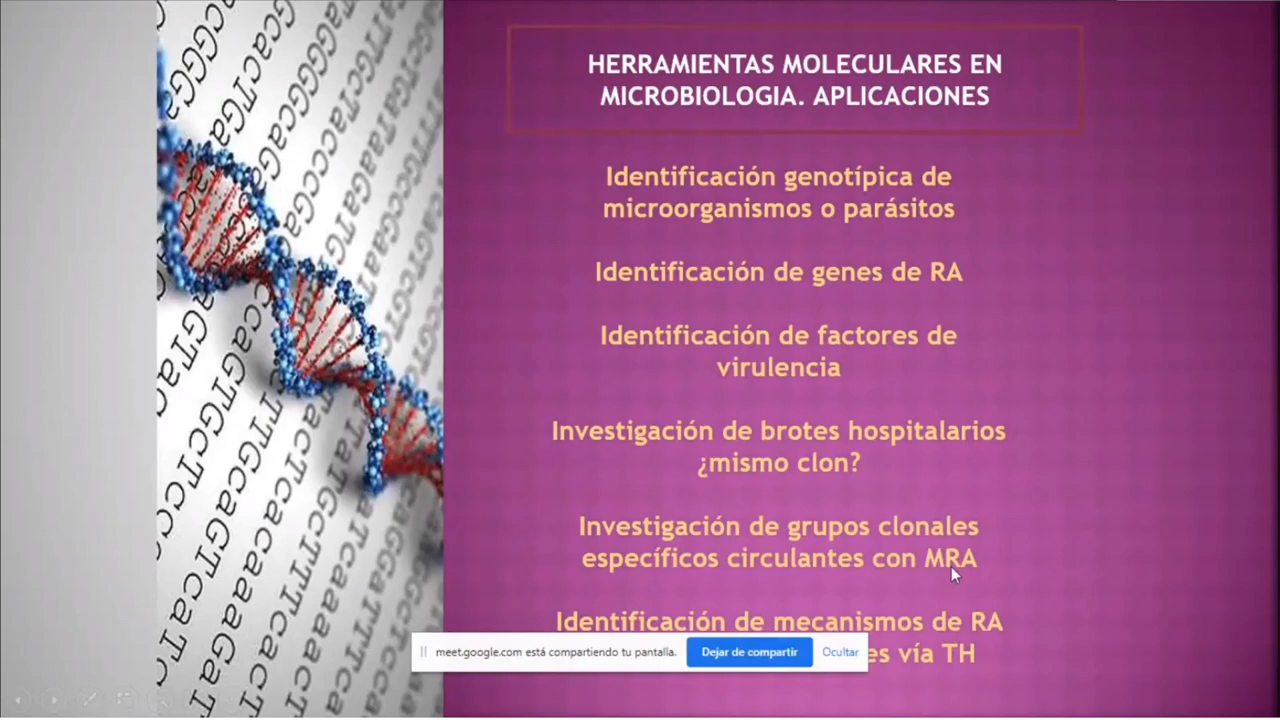 HERRAMIENTAS MOLECULARES EN
MICROBIOLOGIA. APLICACIONES
Identificación genotípica de
microorganismos o parásitos
Identificación de genes de RA
Identificación de factores de
virulencia
Investigación de brotes hospitalarios
¿mismo clon?
Investigación de grupos clonales
específicos circulantes con MRA
Identificación de mecanismos de RA
es vía TH
meet.google.com está compartiendo tu pantalla.
Dejar de compartir
Ocultar